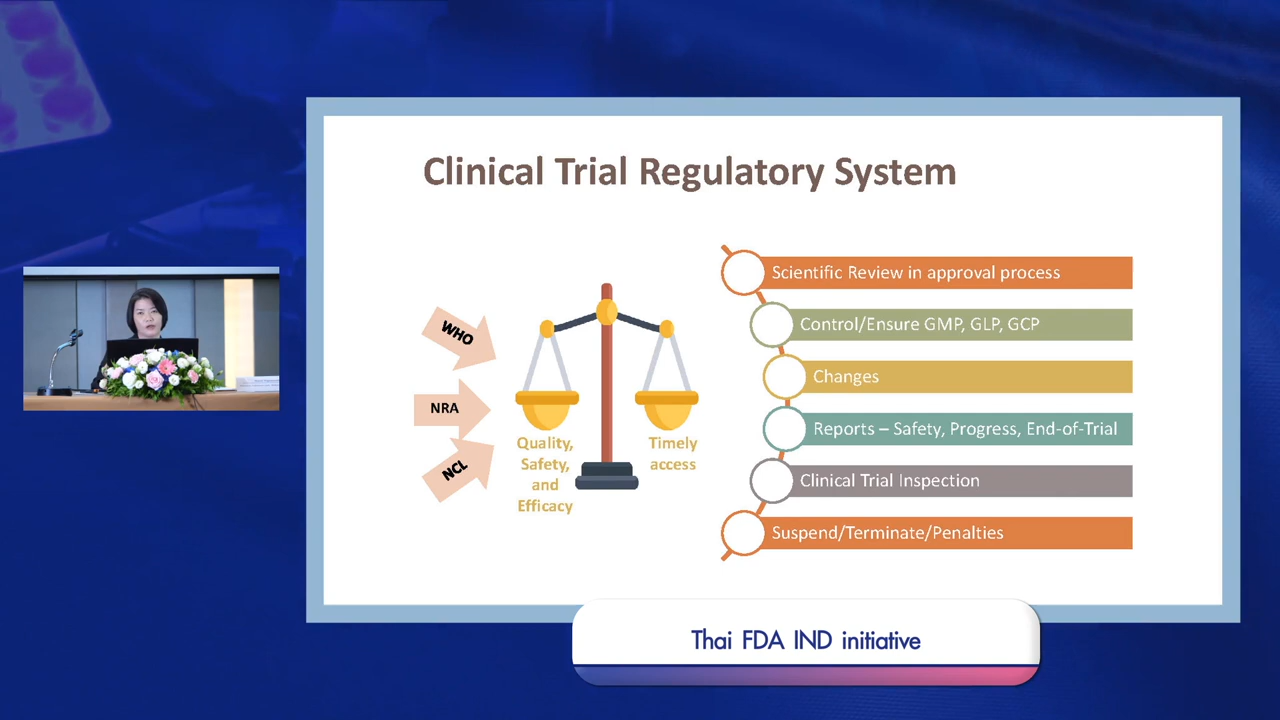 Clinical Trial Regulatory System
WHO
NRA
NCL
Quality,
Safety,
and
Efficacy
Timely
access
Scientific Review in approval process
Control/Ensure GMP, GLP, GCP
Changes
Reports – Safety, Progress, End-of-Trial
Clinical Trial Inspection
Suspend/Terminate/Penalties
Thai FDA IND initiative